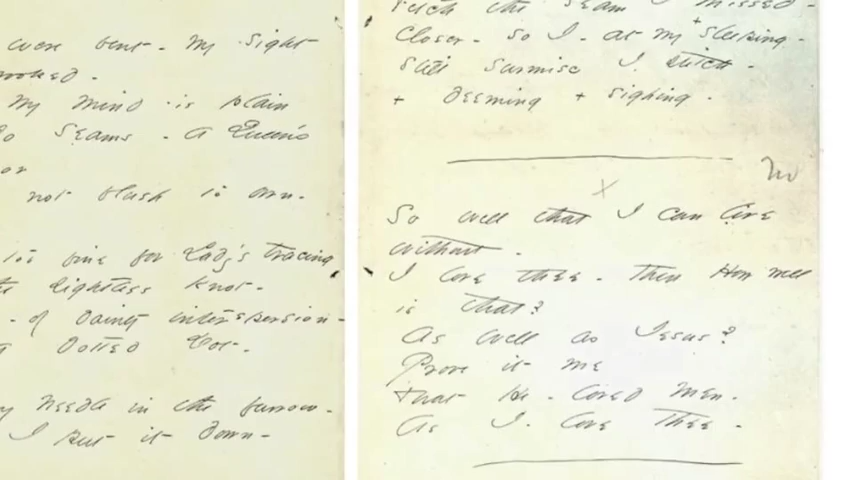 were bent - my sight
rooked -
my mind - is plain
do seams - a Queen's
or
not blush to own -
too fine for Lady's tracing
the sightless Knot -
- of dainty interspersion -
Dotted Dot -
my needle in the furrow -
I put it down -
Fetch the seam I missed -
Closer - so I - at my + sleeping -
Still surmise I stitch -
+ Deeming + sighing -
x
So well that I can live
without -
I love thee - then How well
is that?
As well as Jesus?
Prove it me
that He - loved men -
As I - love thee -